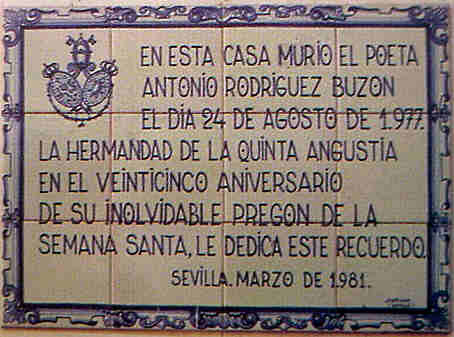 EN ESTA CASA MURIO EL POETA
ANTONIO RODRIGUEZ BUZON
EL DÍA 24 DE AGOSTO DE 1.977.
LA HERMANDAD DE LA QUINTA ANGUSTÍA
EN EL VEINTICINCO ANIVERSARIO
DE SU INOLVIDABLE PREGON DE LA
SEMANA SANTA, LE DEDICA ESTE RECUERDO.
SEVILLA. MARZO DE 1.981.